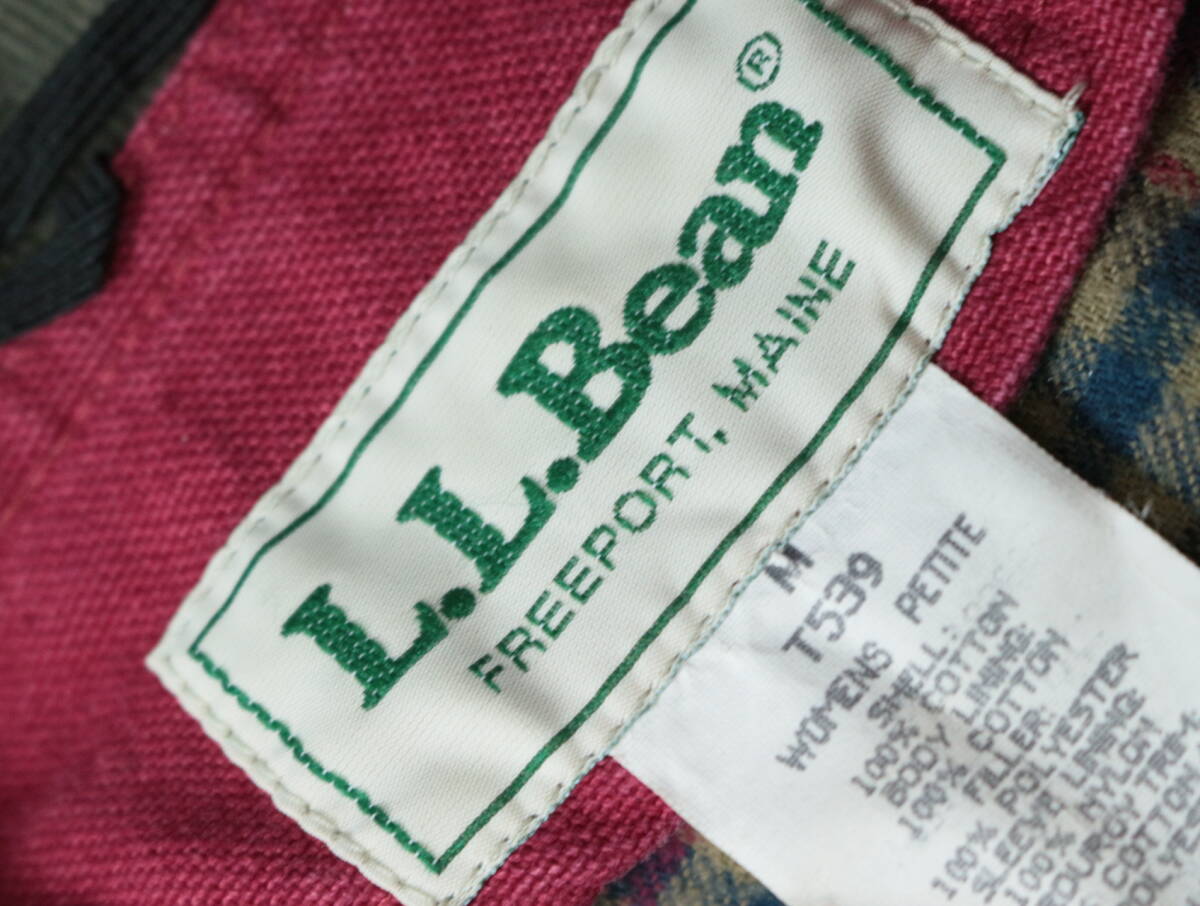 L.L.Bean®
FREEPORT, MAINE
M
T539
WOMENS PETITE
SHELL:
100% COTTON
BODY LINING:
100% COTTON
FILLER:
100% POLYESTER
SLEEVE LINING:
100% NYLON
TRIM:
COTTON